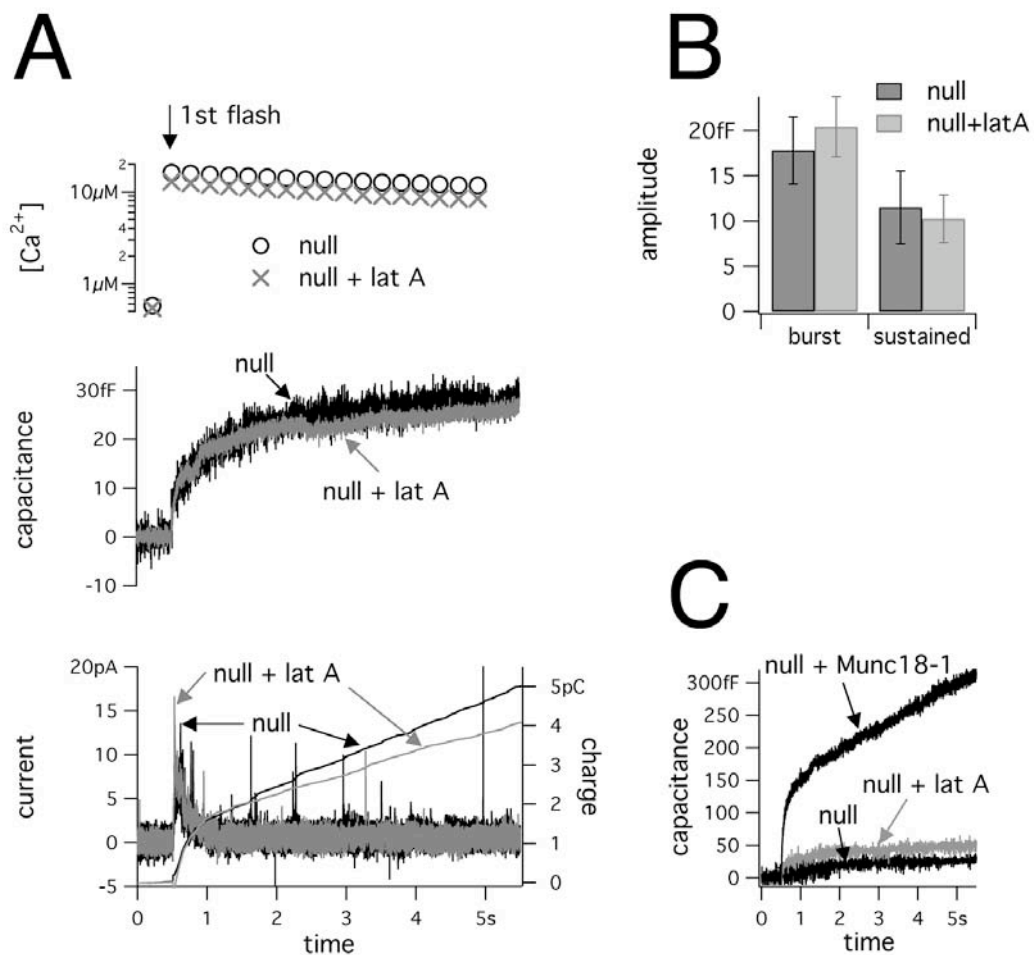 A
1st flash
[Ca2+]
2
10µM
4
2
1µM
null
null + lat A
capacitance
30fF
20
10
0
-10
null
null + lat A
current
20pA
15
10
5
0
-5
null + lat A
null
5pC
4
3
2
1
0
charge
0 1 2 3 4 5s
time
B
amplitude
20fF
15
10
5
0
null
null+latA
burst sustained
C
capacitance
300fF
250
200
150
100
50
0
null + Munc18-1
null + lat A
null
0 1 2 3 4 5s
time